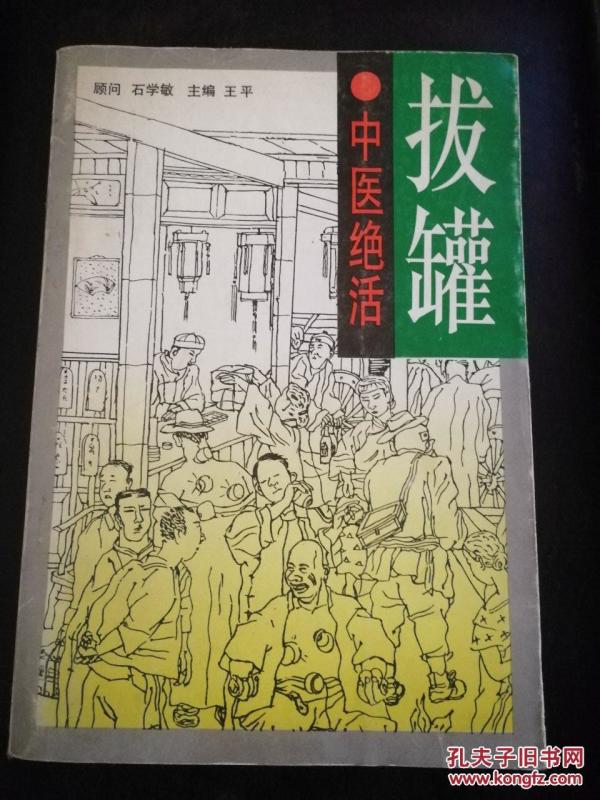 顾问 石学敏 主编 王平
拔罐
●中医绝活
孔夫子旧书网
www.kongfz.com